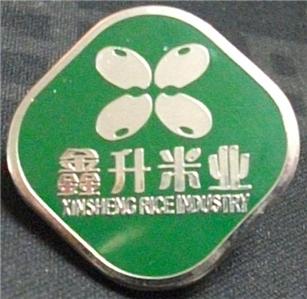 鑫升米业
XINSHENG RICE INDUSTRY